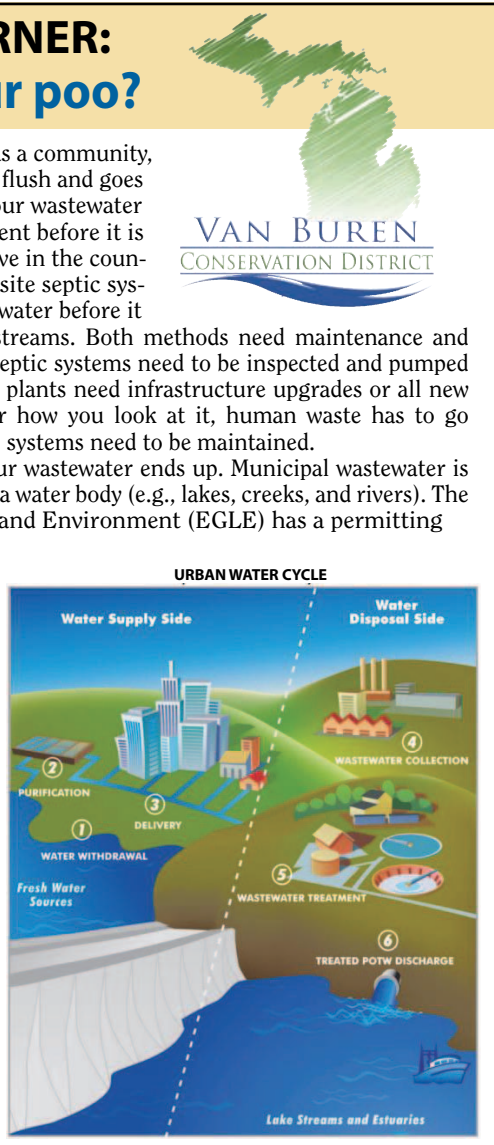 RNER:
ur poo?
as a community,
flush and goes
our wastewater
ent before it is
ve in the coun-
site septic sys-
water before it
VAN BUREN
CONSERVATION DISTRICT
streams. Both methods need maintenance and
eptic systems need to be inspected and pumped
plants need infrastructure upgrades or all new
r how you look at it, human waste has to go
systems need to be maintained.
ur wastewater ends up. Municipal wastewater is
a water body (e.g., lakes, creeks, and rivers). The
and Environment (EGLE) has a permitting
URBAN WATER CYCLE
Water Supply Side
Water
Disposal Side
4
WASTEWATER COLLECTION
2
PURIFICATION
3
DELIVERY
1
WATER WITHDRAWAL
Fresh Water
Sources
5
WASTEWATER TREATMENT
6
TREATED POTW DISCHARGE
Lake Streams and Estuaries